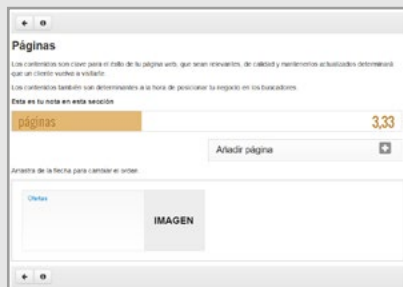 Páginas
Los contenidos son clave para el éxito de tu página web, que sean relevantes, de calidad y mantenerlos actualizados determinará
que un cliente vuelva a visitarte.
Los contenidos también son determinantes a la hora de posicionar tu negocio en los buscadores.
Esta es tu nota en esta sección
páginas 3,33
Añadir página
Arrastra de la flecha para cambiar el orden.
Ofertas
IMAGEN